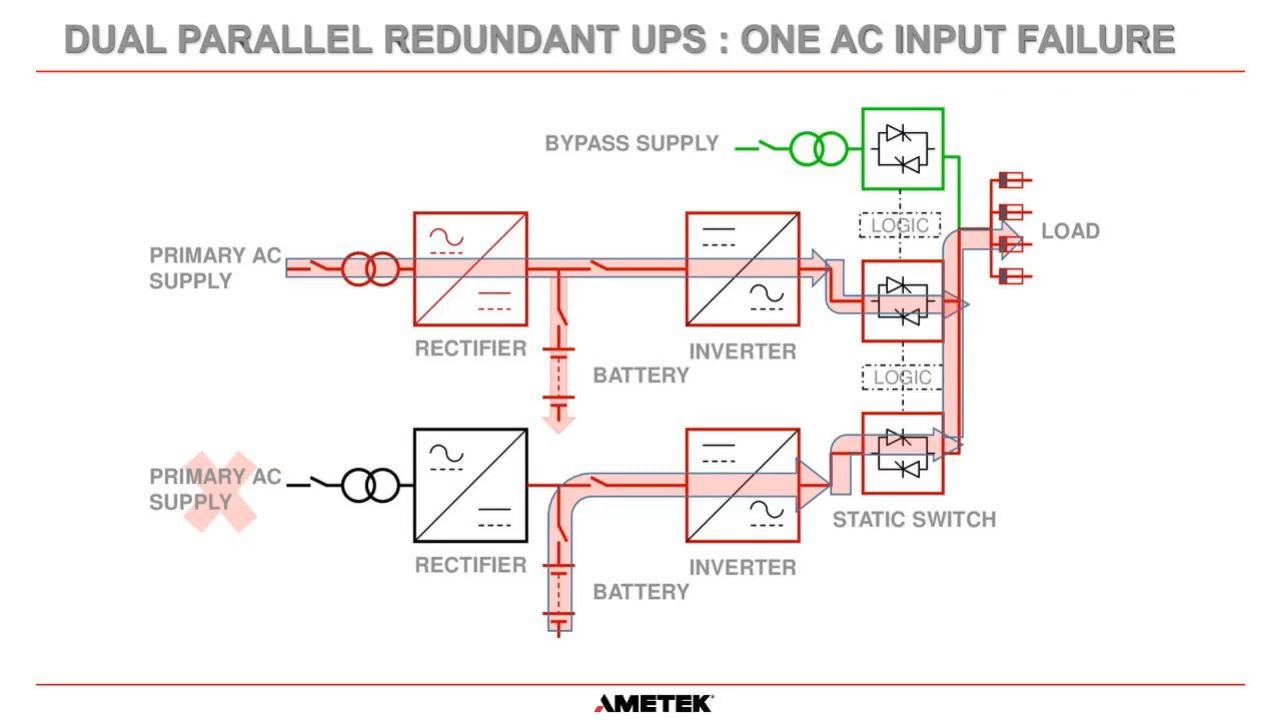 DUAL PARALLEL REDUNDANT UPS : ONE AC INPUT FAILURE
BYPASS SUPPLY
LOGIC
LOAD
PRIMARY AC
SUPPLY
RECTIFIER
INVERTER
BATTERY
LOGIC
PRIMARY AC
SUPPLY
STATIC SWITCH
RECTIFIER
INVERTER
BATTERY
AMETEK®